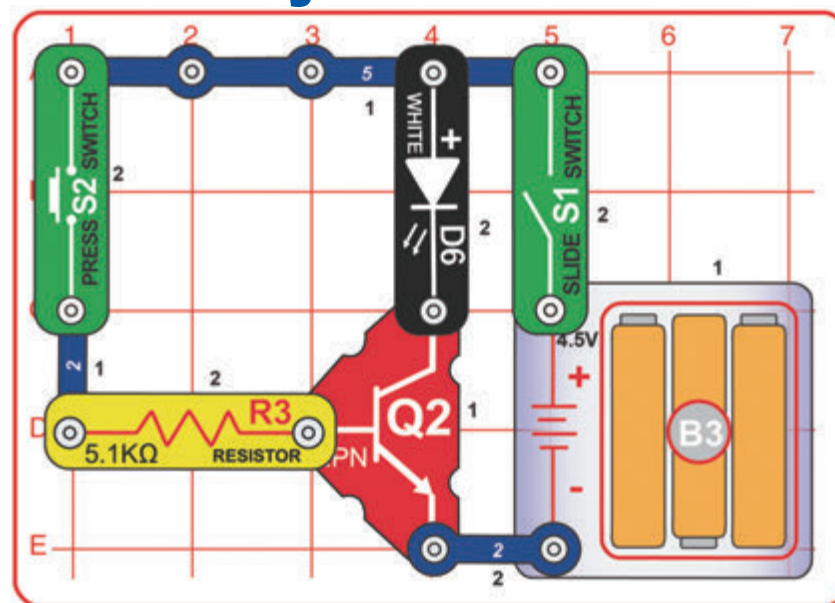 1 2 3 4 5 6 7
A
5
1
PRESS SWITCH
S2
2
WHITE
+
D6
2
SLIDE SWITCH
S1
2
1
C
4.5V
+
-
B3
2
1
2
D
R3
5.1KΩ
RESISTOR
Q2
PN
1
E
2
2